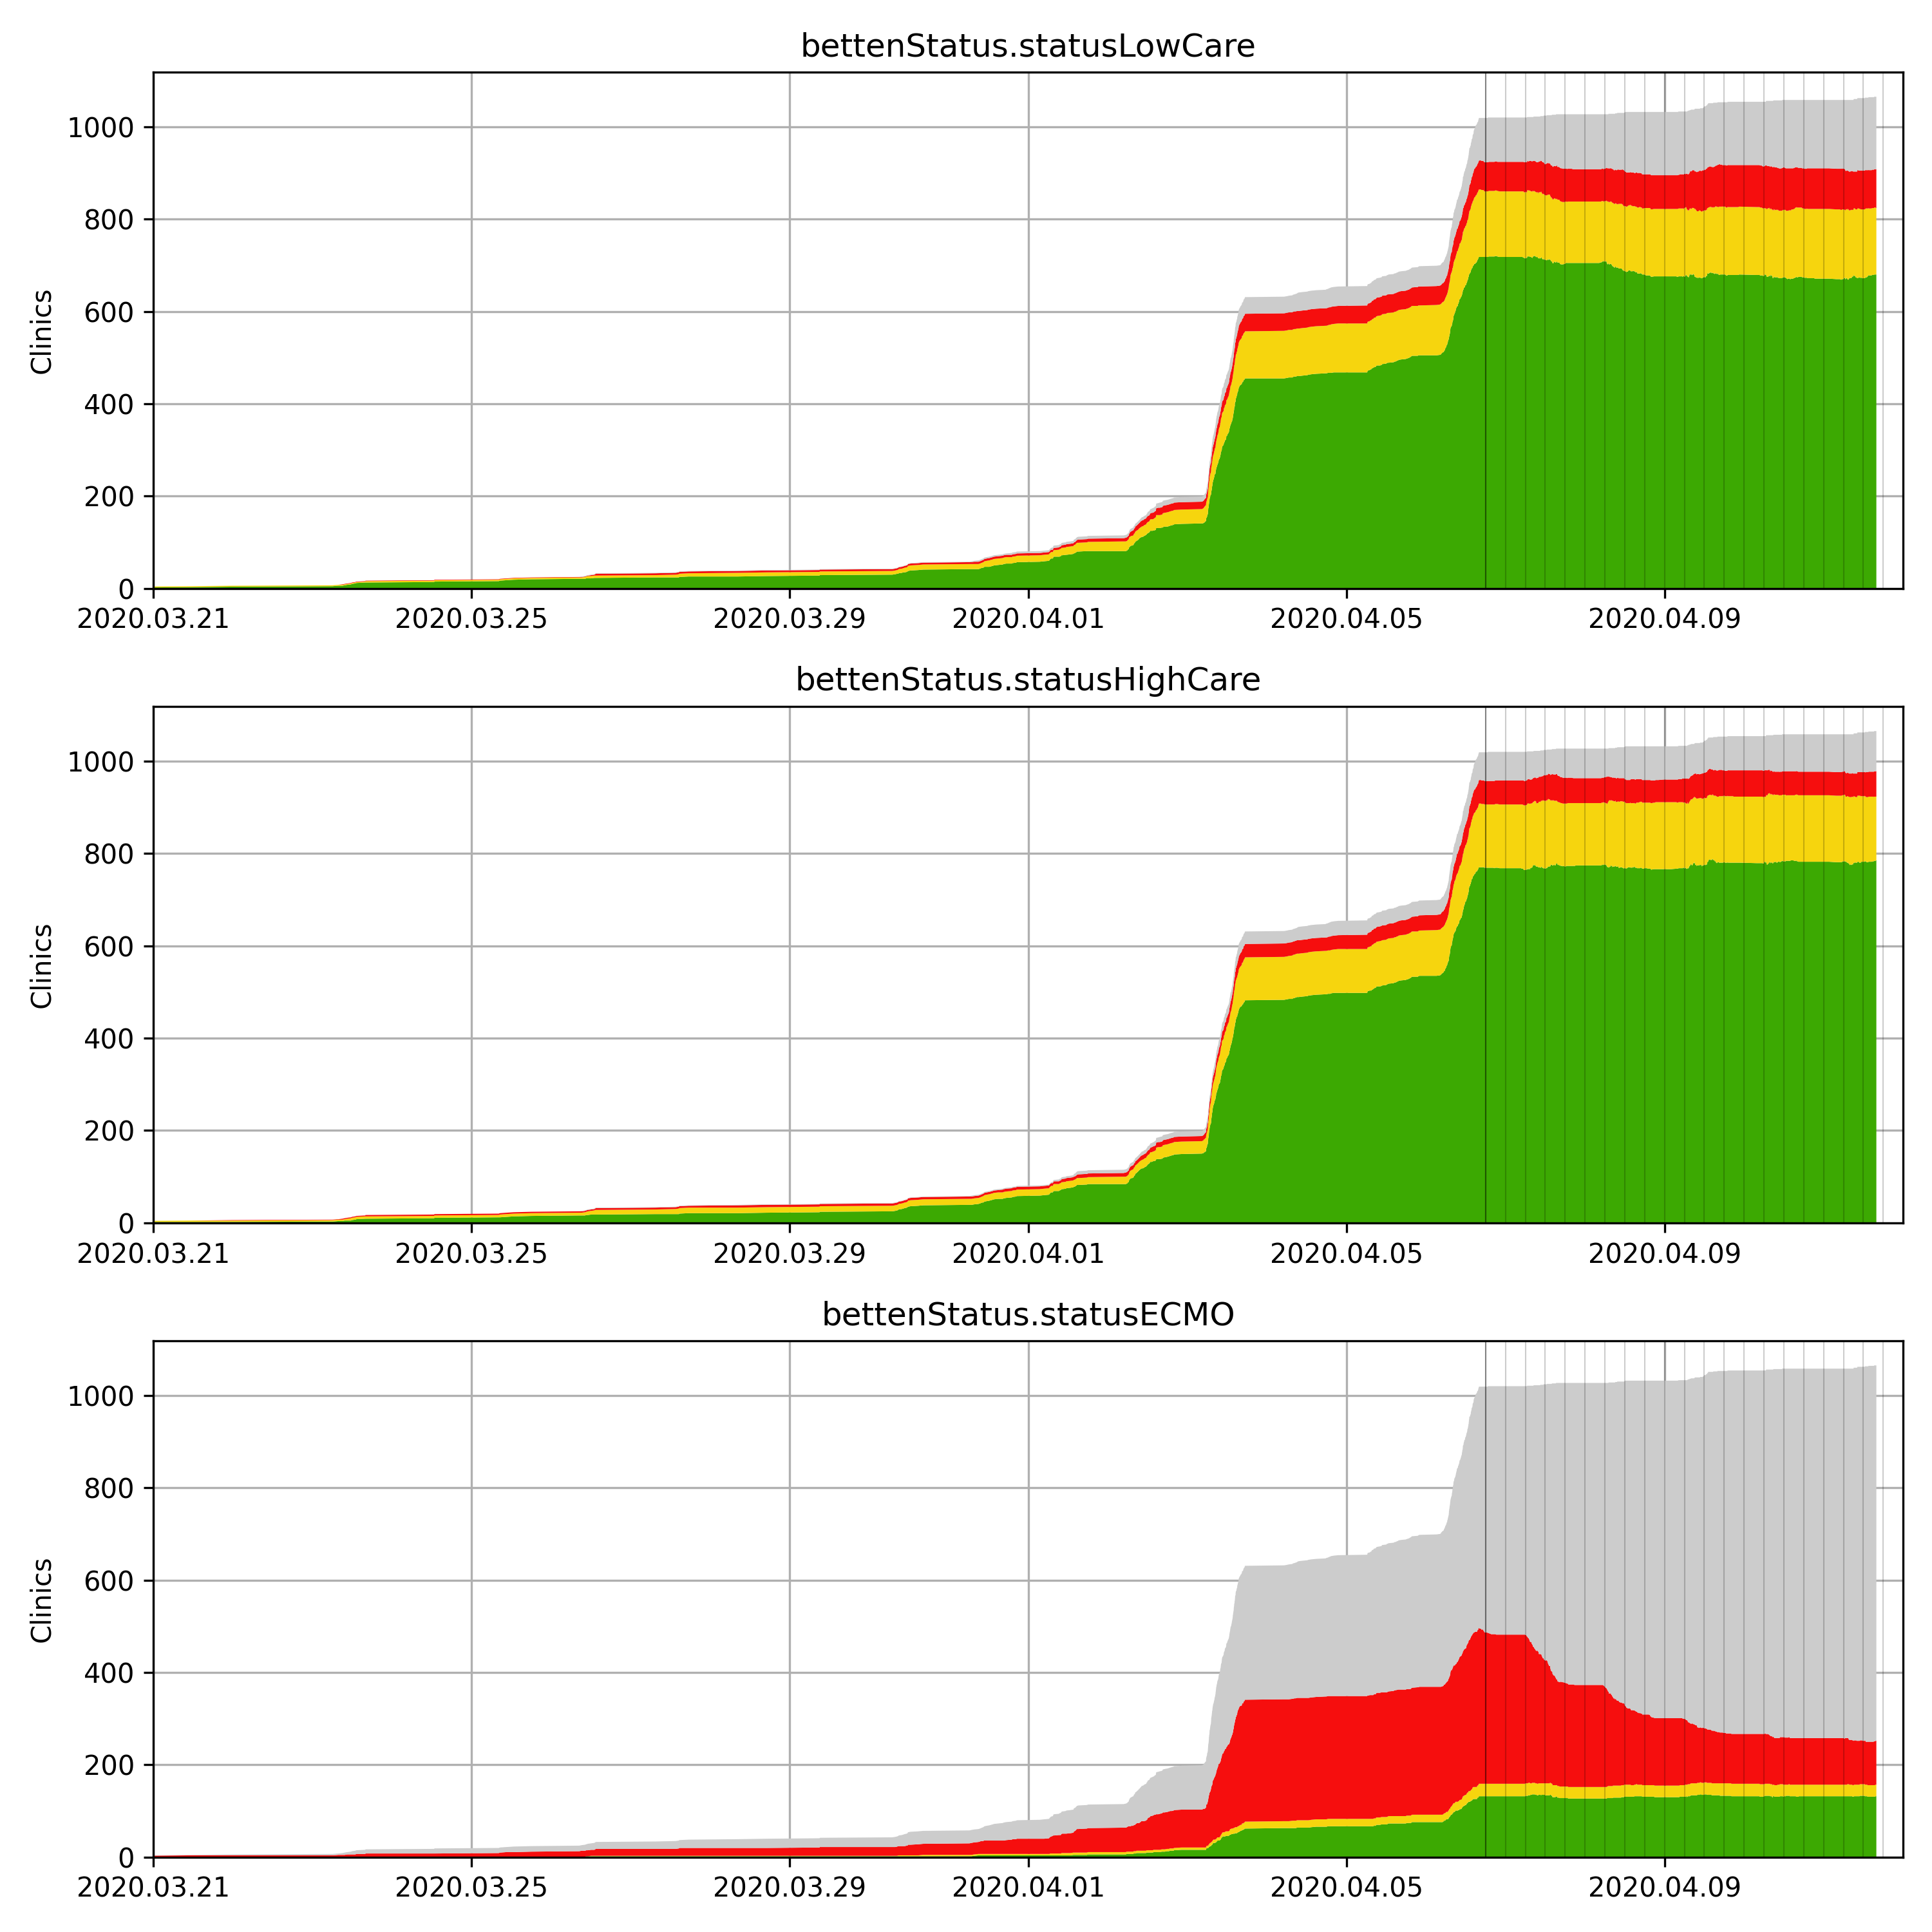 bettenStatus.statusLowCare
1000
800
600
400
200
0
Clinics
2020.03.21 2020.03.25 2020.03.29 2020.04.01 2020.04.05 2020.04.09
bettenStatus.statusHighCare
1000
800
600
400
200
0
Clinics
2020.03.21 2020.03.25 2020.03.29 2020.04.01 2020.04.05 2020.04.09
bettenStatus.statusECMO
1000
800
600
400
200
0
Clinics
2020.03.21 2020.03.25 2020.03.29 2020.04.01 2020.04.05 2020.04.09